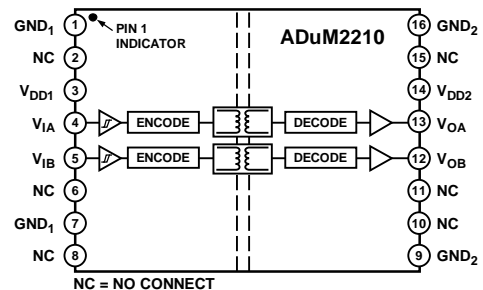 GND1 1 PIN 1 INDICATOR ADuM2210 16 GND2
NC 2 15 NC
VDD1 3 14 VDD2
VIA 4 ENCODE DECODE 13 VOA
VIB 5 ENCODE DECODE 12 VOB
NC 6 11 NC
GND1 7 10 NC
NC 8 9 GND2
NC = NO CONNECT